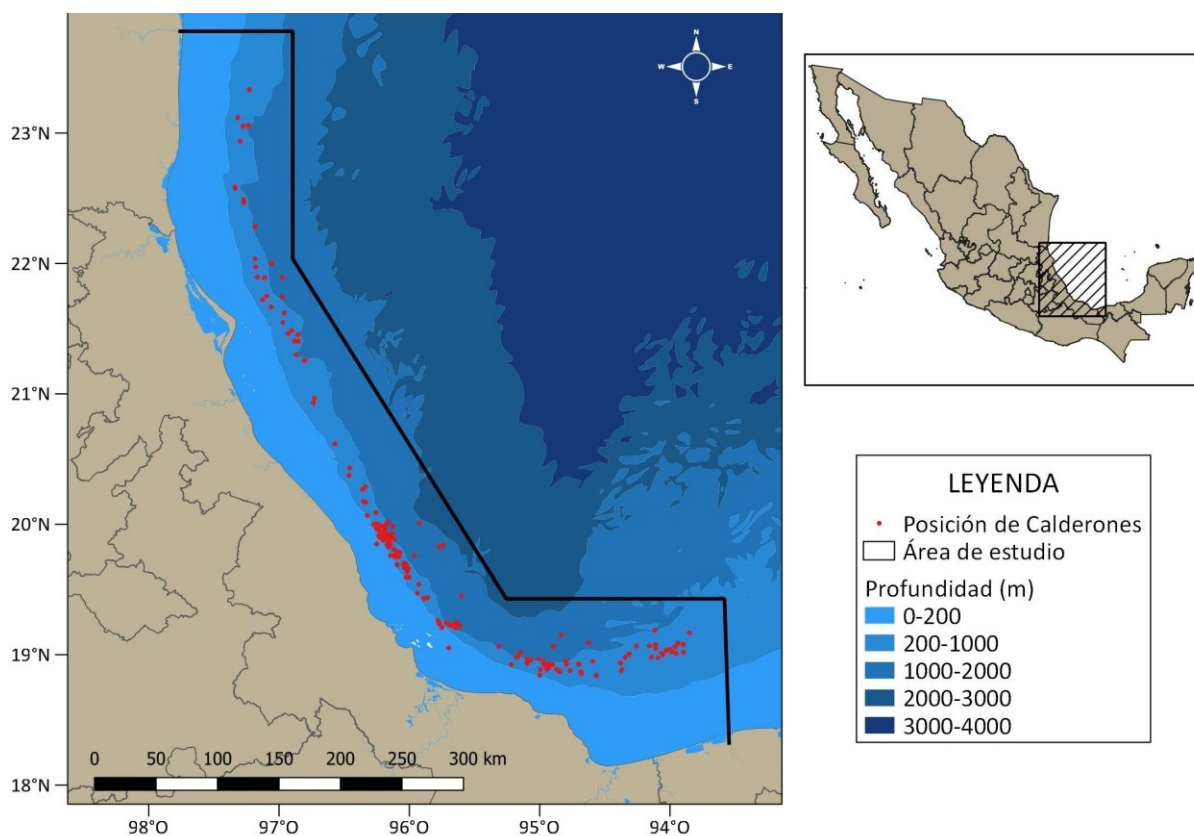 N
W E
S
23°N
22°N
21°N
20°N
19°N
18°N
0 50 100 150 200 250 300 km
98°O 97°O 96°O 95°O 94°O
LEYENDA
Posición de Calderones
Área de estudio
Profundidad (m)
0-200
200-1000
1000-2000
2000-3000
3000-4000